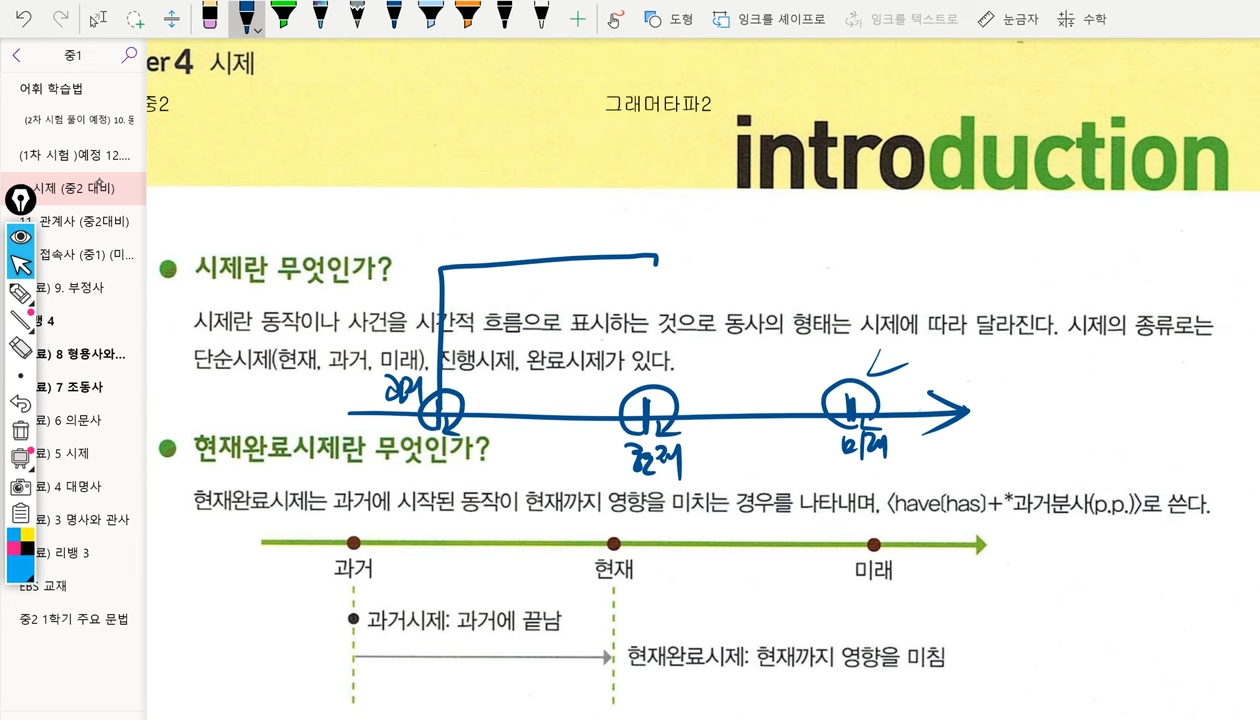 도형
잉크를 셰이프로
잉크를 텍스트로
눈금자
수학
중1
어휘 학습법
(2차 시험 풀이 예정) 10.
(1차 시험 )예정 12....
시제 (중2 대비)
11. 관계사 (중2대비)
접속사 (중1) (미...
료) 9. 부정사
4
료) 8 형용사와...
료) 7 조동사
료) 6 의문사
료) 5 시제
료) 4 대명사
료) 3 명사와 관사
료) 리뱅 3
EBS 교재
중2 1학기 주요 문법
er 4 시제
중2
그래머타파2
introduction
시제란 무엇인가?
시제란 동작이나 사건을 시간적 흐름으로 표시하는 것으로 동사의 형태는 시제에 따라 달라진다. 시제의 종류로는
단순시제(현재, 과거, 미래), 진행시제, 완료시제가 있다.
과거
현재
미래
현재완료시제란 무엇인가?
현재완료시제는 과거에 시작된 동작이 현재까지 영향을 미치는 경우를 나타내며, 〈have(has)+*과거분사(p.p.)〉로 쓴다.
과거
현재
미래
과거시제: 과거에 끝남
현재완료시제: 현재까지 영향을 미침